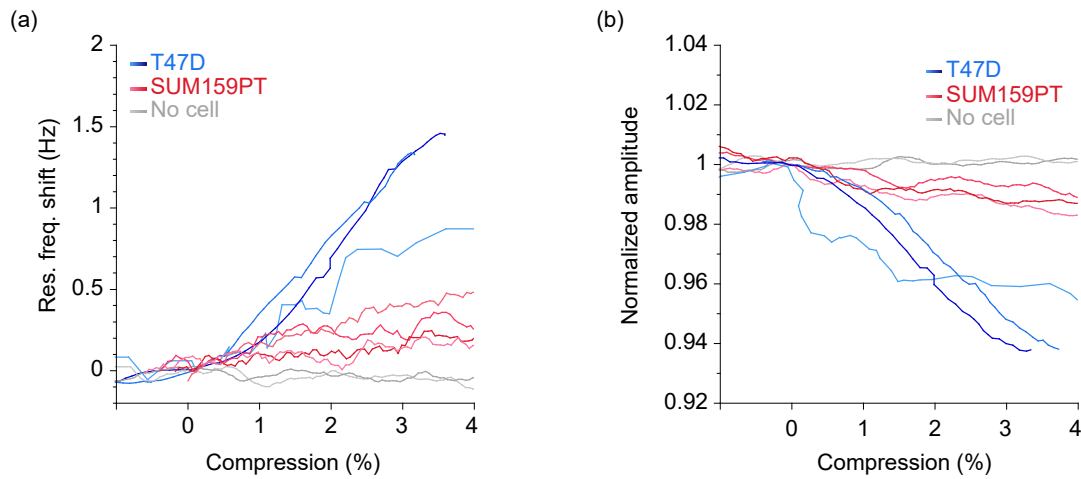 (a)
2
1.5
1
0.5
0
Res. freq. shift (Hz)
T47D
SUM159PT
No cell
0 1 2 3 4
Compression (%)
(b)
1.04
1.02
1
0.98
0.96
0.94
0.92
Normalized amplitude
T47D
SUM159PT
No cell
0 1 2 3 4
Compression (%)